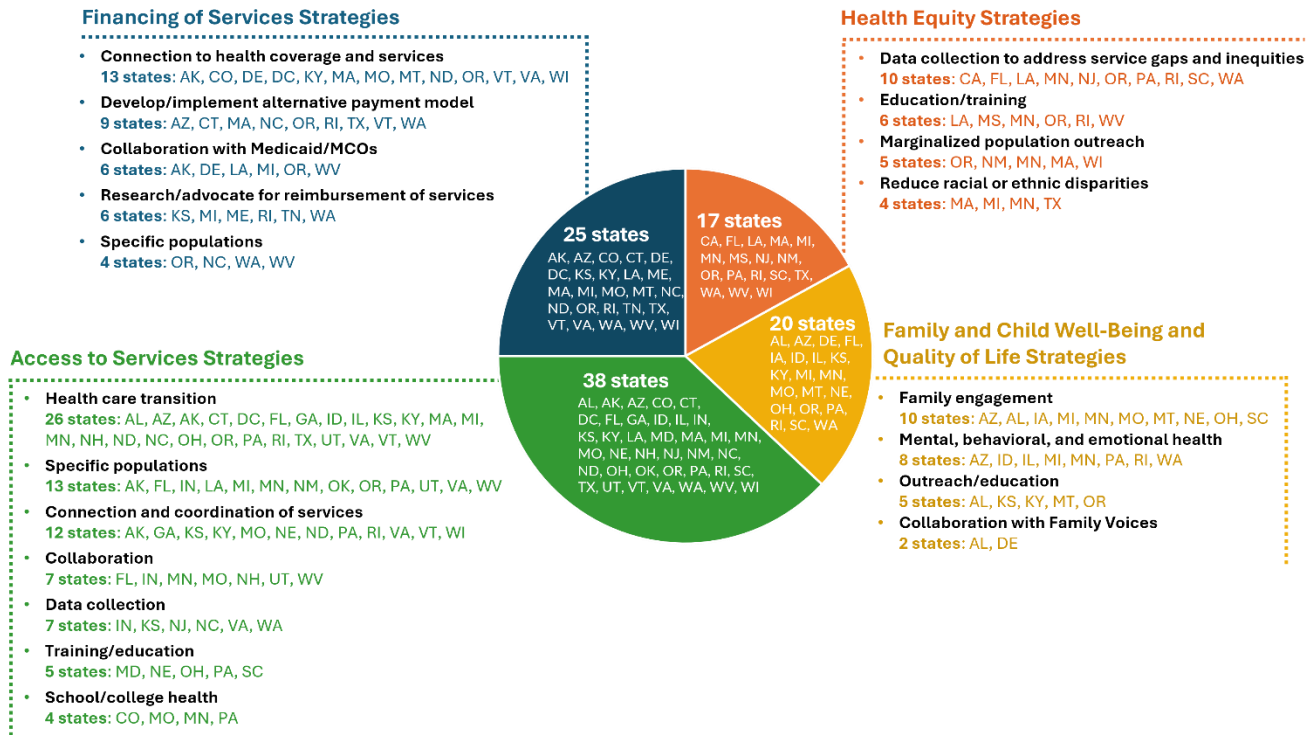 Financing of Services Strategies
• Connection to health coverage and services
13 states: AK, CO, DE, DC, KY, MA, MO, MT, ND, OR, VT, VA, WI
• Develop/implement alternative payment model
9 states: AZ, CT, MA, NC, OR, RI, TX, VT, WA
• Collaboration with Medicaid/MCOs
6 states: AK, DE, LA, MI, OR, WV
• Research/advocate for reimbursement of services
6 states: KS, MI, ME, RI, TN, WA
• Specific populations
4 states: OR, NC, WA, WV
Health Equity Strategies
• Data collection to address service gaps and inequities
10 states: CA, FL, LA, MN, NJ, OR, PA, RI, SC, WA
• Education/training
6 states: LA, MS, MN, OR, RI, WV
• Marginalized population outreach
5 states: OR, NM, MN, MA, WI
• Reduce racial or ethnic disparities
4 states: MA, MI, MN, TX
25 states
AK, AZ, CO, CT, DE,
DC, KS, KY, LA, ME,
MA, MI, MO, MT, NC,
ND, OR, RI, TN, TX,
VT, VA, WA, WV, WI
17 states
CA, FL, LA, MA, MI,
MN, MS, NJ, NM,
OR, PA, RI, SC, TX,
WA, WV, WI
20 states
AL, AZ, DE, FL,
IA, ID, IL, KS,
KY, MI, MN,
MO, MT, NE,
OH, OR, PA,
RI, SC, WA
38 states
AL, AK, AZ, CO, CT,
DC, FL, GA, ID, IL, IN,
KS, KY, LA, MD, MA, MI, MN,
MO, NE, NH, NJ, NM, NC,
ND, OH, OK, OR, PA, RI, SC,
TX, UT, VT, VA, WA, WV, WI
Access to Services Strategies
• Health care transition
26 states: AL, AZ, AK, CT, DC, FL, GA, ID, IL, KS, KY, MA, MI,
MN, NH, ND, NC, OH, OR, PA, RI, TX, UT, VA, VT, WV
• Specific populations
13 states: AK, FL, IN, LA, MI, MN, NM, OK, OR, PA, UT, VA, WV
• Connection and coordination of services
12 states: AK, GA, KS, KY, MO, NE, ND, PA, RI, VA, VT, WI
• Collaboration
7 states: FL, IN, MN, MO, NH, UT, WV
• Data collection
7 states: IN, KS, NJ, NC, VA, WA
• Training/education
5 states: MD, NE, OH, PA, SC
• School/college health
4 states: CO, MO, MN, PA
Family and Child Well-Being and
Quality of Life Strategies
• Family engagement
10 states: AZ, AL, IA, MI, MN, MO, MT, NE, OH, SC
• Mental, behavioral, and emotional health
8 states: AZ, ID, IL, MI, MN, PA, RI, WA
• Outreach/education
5 states: AL, KS, KY, MT, OR
• Collaboration with Family Voices
2 states: AL, DE